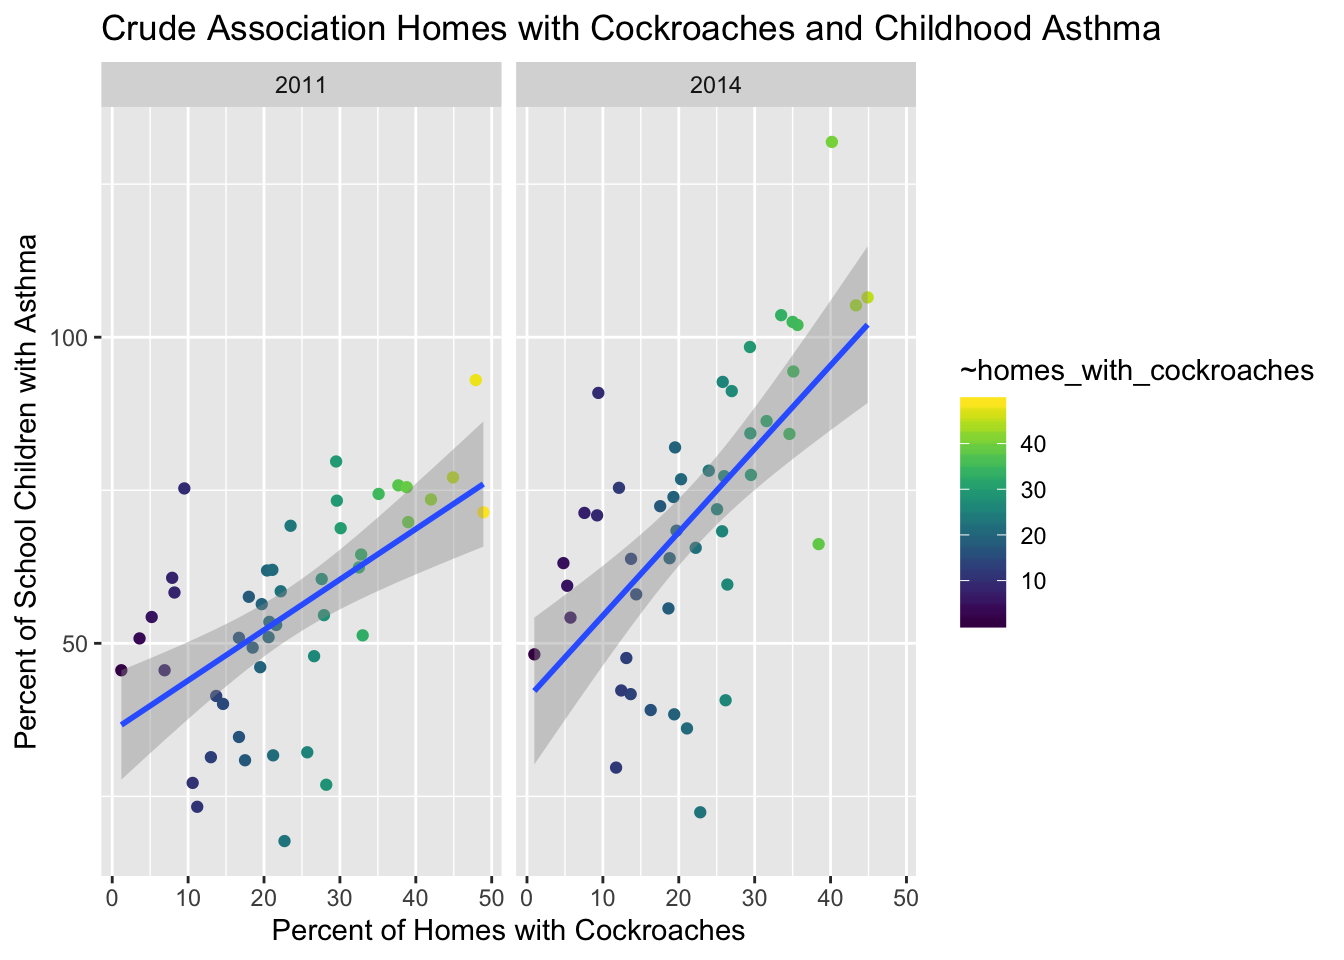 Crude Association Homes with Cockroaches and Childhood Asthma
2011
2014
Percent of School Children with Asthma
100
50
0 10 20 30 40 50
0 10 20 30 40 50
Percent of Homes with Cockroaches
~homes_with_cockroaches
40
30
20
10